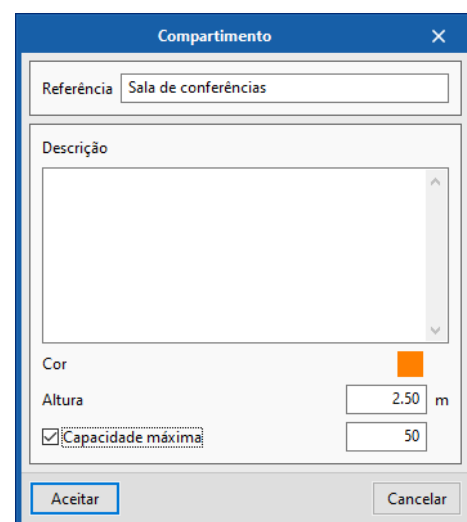 Compartimento
Referência Sala de conferências
Descrição
Cor
Altura 2.50 m
Capacidade máxima 50
Aceitar Cancelar